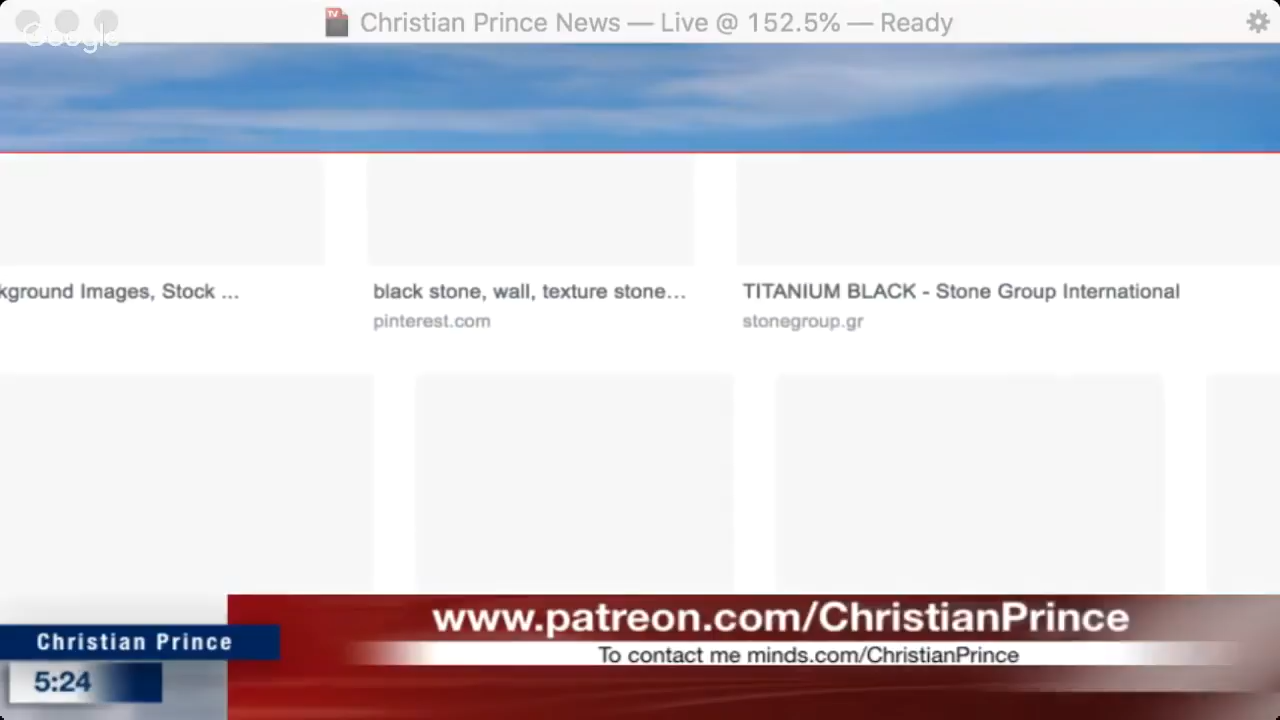 Google
Christian Prince News — Live @ 152.5% — Ready
kground Images, Stock ...
black stone, wall, texture stone...
TITANIUM BLACK - Stone Group International
pinterest.com
stonegroup.gr
www.patreon.com/ChristianPrince
Christian Prince
To contact me minds.com/ChristianPrince
5:24